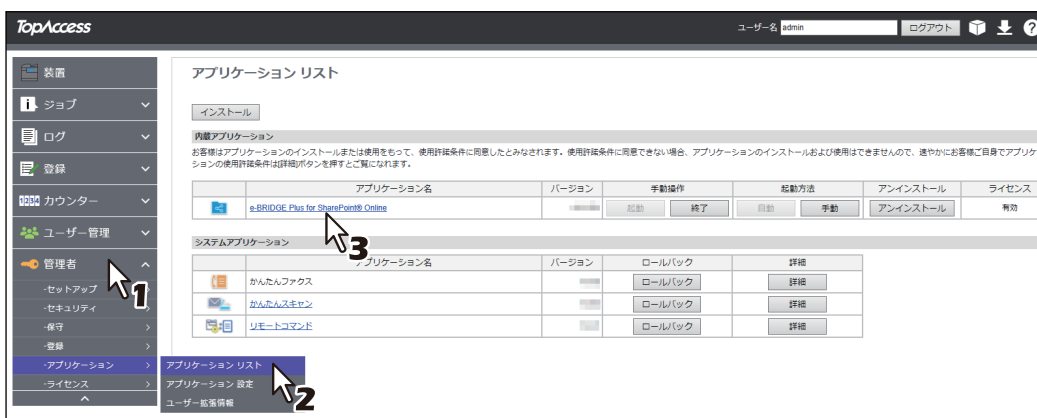 TopAccess
ユーザー名 admin ログアウト ?
装置
ジョブ
ログ
登録
1234 カウンター
ユーザー管理
管理者
-セットアップ
-セキュリティ
-保守
-登録
-アプリケーション
-ライセンス
アプリケーション リスト
アプリケーション 設定
ユーザー拡張情報
1
2
3
アプリケーション リスト
インストール
内蔵アプリケーション
お客様はアプリケーションのインストールまたは使用をもって、使用許諾条件に同意したとみなされます。使用許諾条件に同意できない場合、アプリケーションのインストールおよび使用はできませんので、速やかにお客様ご自身でアプリケ
ションの使用許諾条件は[詳細]ボタンを押すとご覧になれます。
アプリケーション名 バージョン 手動操作 起動方法 アンインストール ライセンス
e-BRIDGE Plus for SharePoint® Online 起動 終了 自動 手動 アンインストール 有効
システムアプリケーション
アプリケーション名 バージョン ロールバック 詳細
かんたんファクス ロールバック 詳細
かんたんスキャン ロールバック 詳細
リモートコマンド ロールバック 詳細